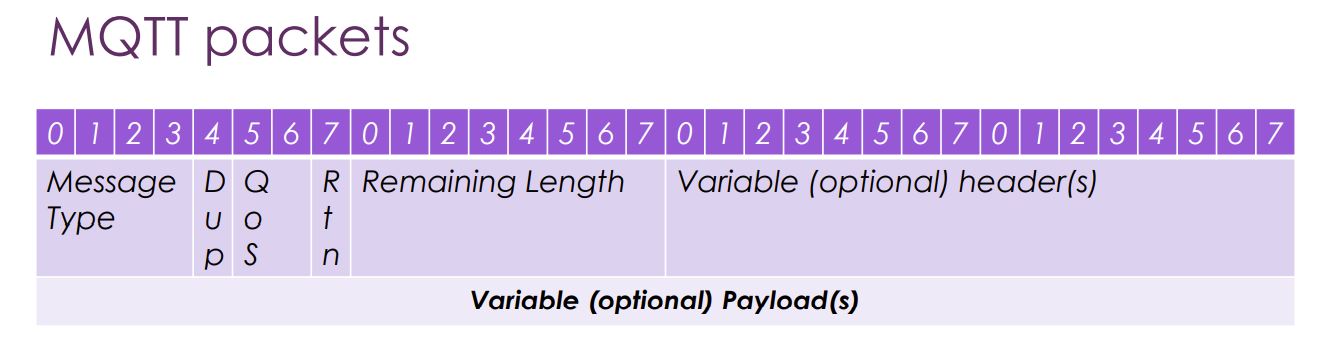 MQTT packets
0 1 2 3 4 5 6 7 0 1 2 3 4 5 6 7 0 1 2 3 4 5 6 7 0 1 2 3 4 5 6 7
Message Type
Dup
QoS
Rtn
Remaining Length
Variable (optional) header(s)
Variable (optional) Payload(s)